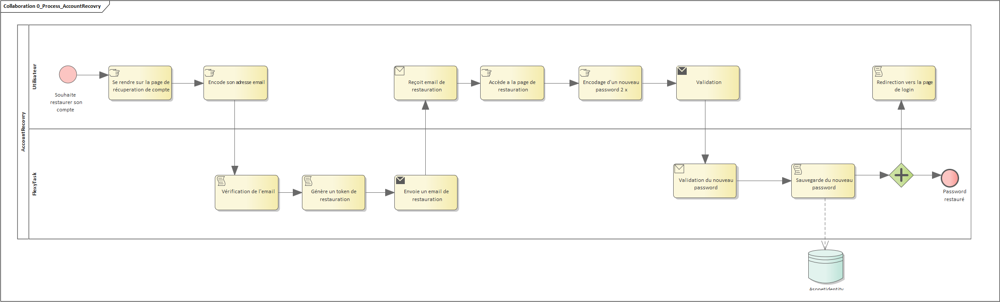 Collaboration 0_Process_AccountRecovry
AccountRecovry
Utilisateur
Souhaite
restaurer son
compte
Se rendre sur la page de
récuperation de compte
Encode son adresse email
Reçoit email de
restauration
Accède a la page de
restauration
Encodage d'un nouveau
password 2 x
Validation
Redirection vers la page
de login
FlexyTask
Vérification de l'email
Génère un token de
restauration
Envoie un email de
restauration
Validation du nouveau
password
Sauvegarde du nouveau
password
Password
restauré
AspnetIdentity